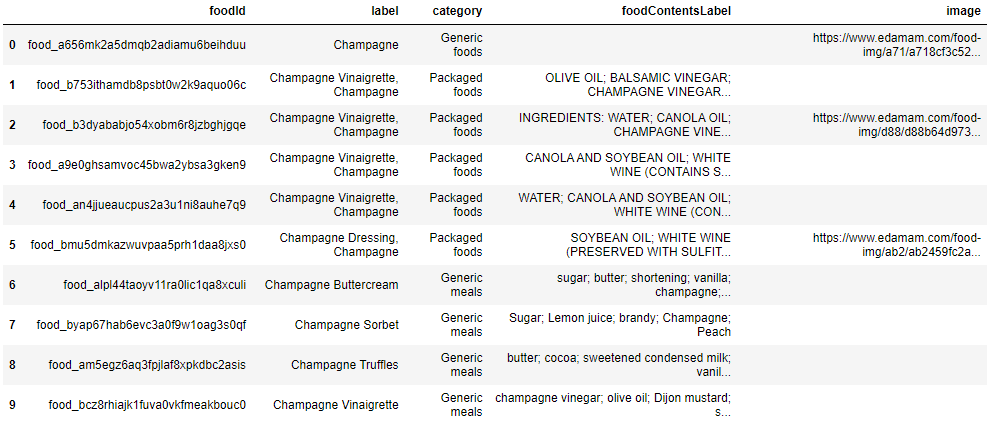 foodId label category foodContentsLabel image
0 food_a656mk2a5dmqb2adiamu6beihduu Champagne Generic foods https://www.edamam.com/food-img/a71/a718cf3c52...
1 food_b753ithamdb8psbt0w2k9aquo06c Champagne Vinaigrette, Champagne Packaged foods OLIVE OIL; BALSAMIC VINEGAR; CHAMPAGNE VINEGAR...
2 food_b3dyababjo54xobm6r8jzbghjgqe Champagne Vinaigrette, Champagne Packaged foods INGREDIENTS: WATER; CANOLA OIL; CHAMPAGNE VINE... https://www.edamam.com/food-img/d88/d88b64d973...
3 food_a9e0ghsamvoc45bwa2ybsa3gken9 Champagne Vinaigrette, Champagne Packaged foods CANOLA AND SOYBEAN OIL; WHITE WINE (CONTAINS S...
4 food_an4jjueaucpus2a3u1ni8auhe7q9 Champagne Vinaigrette, Champagne Packaged foods WATER; CANOLA AND SOYBEAN OIL; WHITE WINE (CON...
5 food_bmu5dmkazwuvpaa5prh1daa8jxs0 Champagne Dressing, Champagne Packaged foods SOYBEAN OIL; WHITE WINE (PRESERVED WITH SULFIT... https://www.edamam.com/food-img/ab2/ab2459fc2a...
6 food_alpl44taoyv11ra0lic1qa8xculi Champagne Buttercream Generic meals sugar; butter; shortening; vanilla; champagne;...
7 food_byap67hab6evc3a0f9w1oag3s0qf Champagne Sorbet Generic meals Sugar; Lemon juice; brandy; Champagne; Peach
8 food_am5egz6aq3fpjlaf8xpkdbc2asis Champagne Truffles Generic meals butter; cocoa; sweetened condensed milk; vanil...
9 food_bcz8rhiajk1fuva0vkfmeakbouc0 Champagne Vinaigrette Generic meals champagne vinegar; olive oil; Dijon mustard; s...